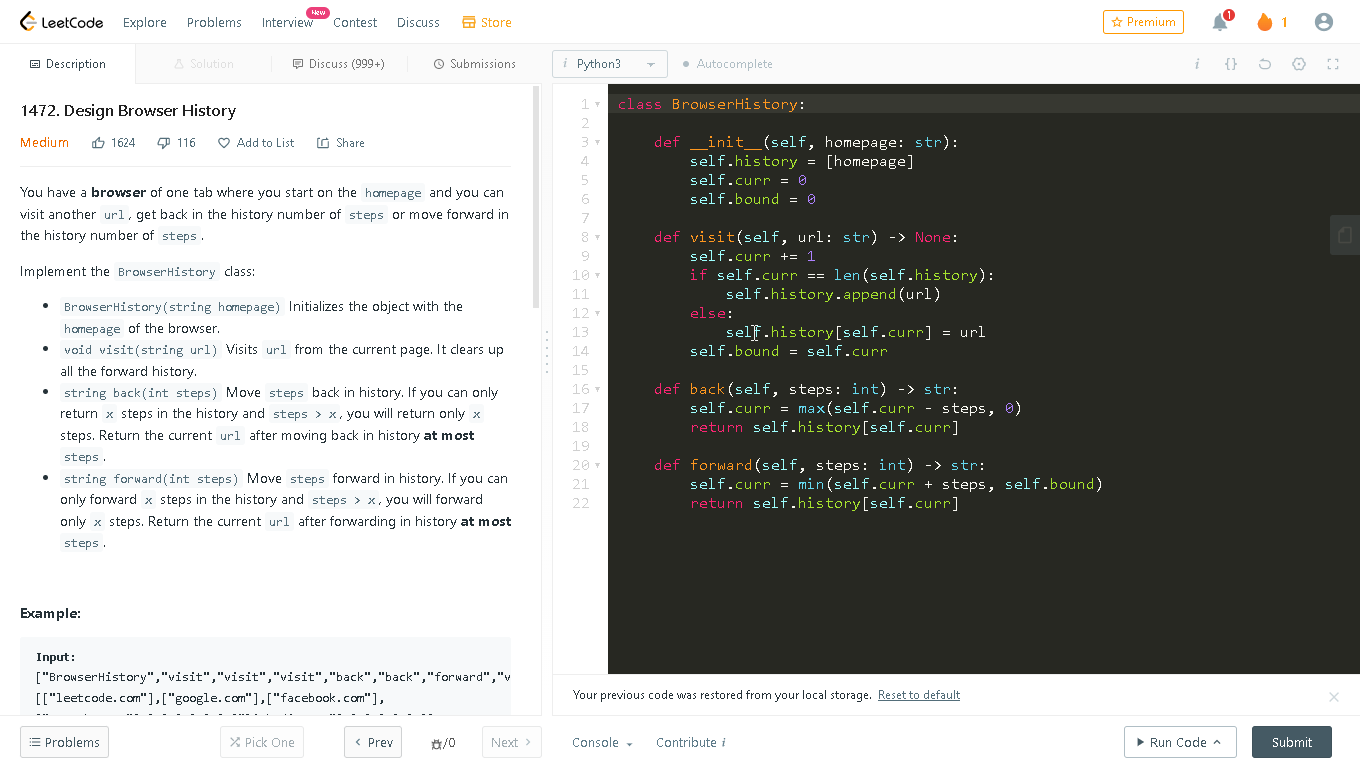 LeetCode
Explore
Problems
Interview
New
Contest
Discuss
Store
Premium
1
1
Description
Solution
Discuss (999+)
Submissions
i Python3
Autocomplete
i
{}
1472. Design Browser History
Medium 1624 116 Add to List Share
You have a browser of one tab where you start on the homepage and you can
visit another url, get back in the history number of steps or move forward in
the history number of steps.
Implement the BrowserHistory class:
• BrowserHistory(string homepage) Initializes the object with the
homepage of the browser.
• void visit(string url) Visits url from the current page. It clears up
all the forward history.
• string back(int steps) Move steps back in history. If you can only
return x steps in the history and steps > x, you will return only x
steps. Return the current url after moving back in history at most
steps.
• string forward(int steps) Move steps forward in history. If you can
only forward x steps in the history and steps > x, you will forward
only x steps. Return the current url after forwarding in history at most
steps.
Example:
Input:
["BrowserHistory","visit","visit","visit","back","back","forward","v
[["leetcode.com"],["google.com"],["facebook.com"],
1 class BrowserHistory:
2
3     def __init__(self, homepage: str):
4         self.history = [homepage]
5         self.curr = 0
6         self.bound = 0
7
8     def visit(self, url: str) -> None:
9         self.curr += 1
10         if self.curr == len(self.history):
11             self.history.append(url)
12         else:
13             self.history[self.curr] = url
14         self.bound = self.curr
15
16     def back(self, steps: int) -> str:
17         self.curr = max(self.curr - steps, 0)
18         return self.history[self.curr]
19
20     def forward(self, steps: int) -> str:
21         self.curr = min(self.curr + steps, self.bound)
22         return self.history[self.curr]
Your previous code was restored from your local storage. Reset to default
Problems
Pick One
Prev
/0
Next
Console
Contribute i
Run Code
Submit